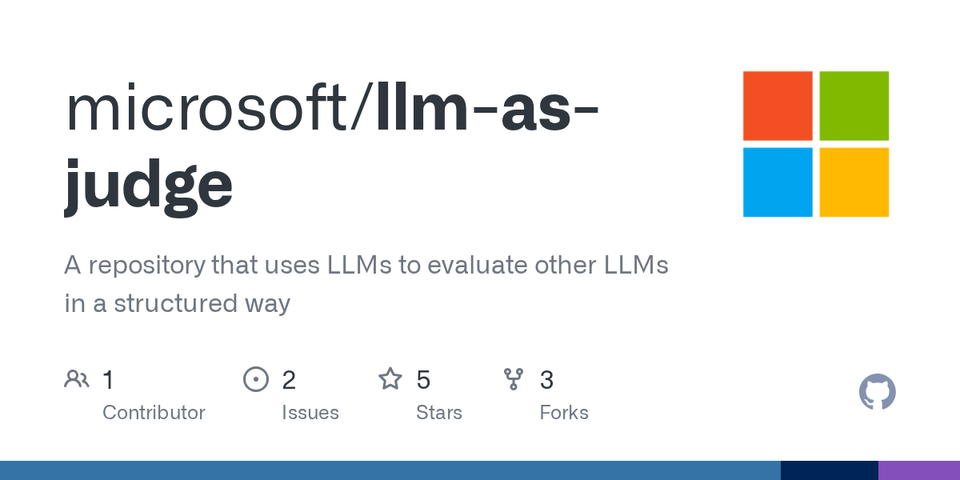 microsoft/llm-as-
judge
A repository that uses LLMs to evaluate other LLMs
in a structured way
1 2 5 3
Contributor Issues Stars Forks